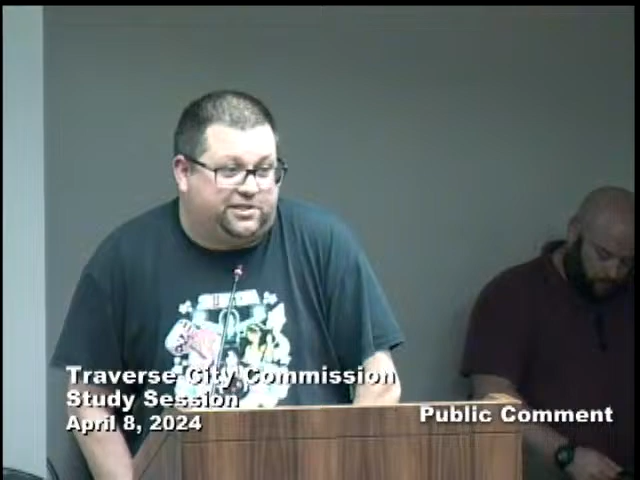 Traverse City Commission
Study Session
April 8, 2024
Public Comment